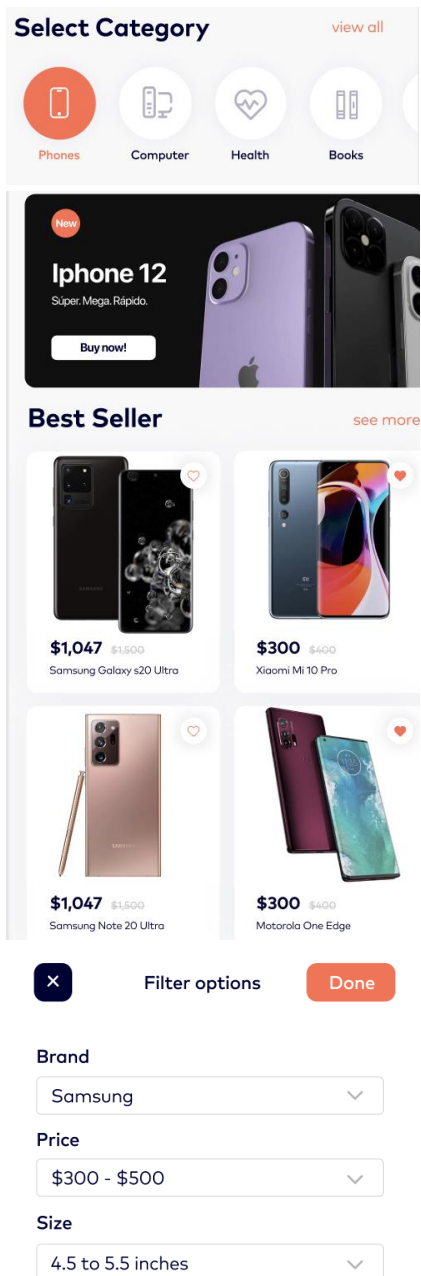 Select Category
view all
Phones
Computer
Health
Books
New
Iphone 12
Súper. Mega. Rápido.
Buy now!
Best Seller
see more
$1,047 $1,500
Samsung Galaxy s20 Ultra
$300 $400
Xiaomi Mi 10 Pro
$1,047 $1,500
Samsung Note 20 Ultra
$300 $400
Motorola One Edge
Filter options
Done
Brand
Samsung
Price
$300 - $500
Size
4.5 to 5.5 inches